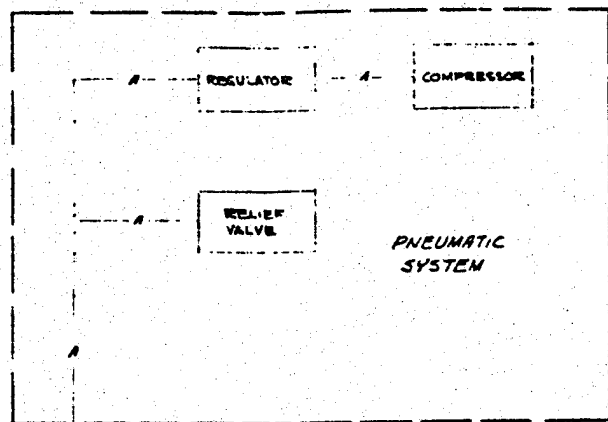 A
REGULATOR
A
COMPRESSOR
A
RELIEF
VALVE
PNEUMATIC
SYSTEM
A